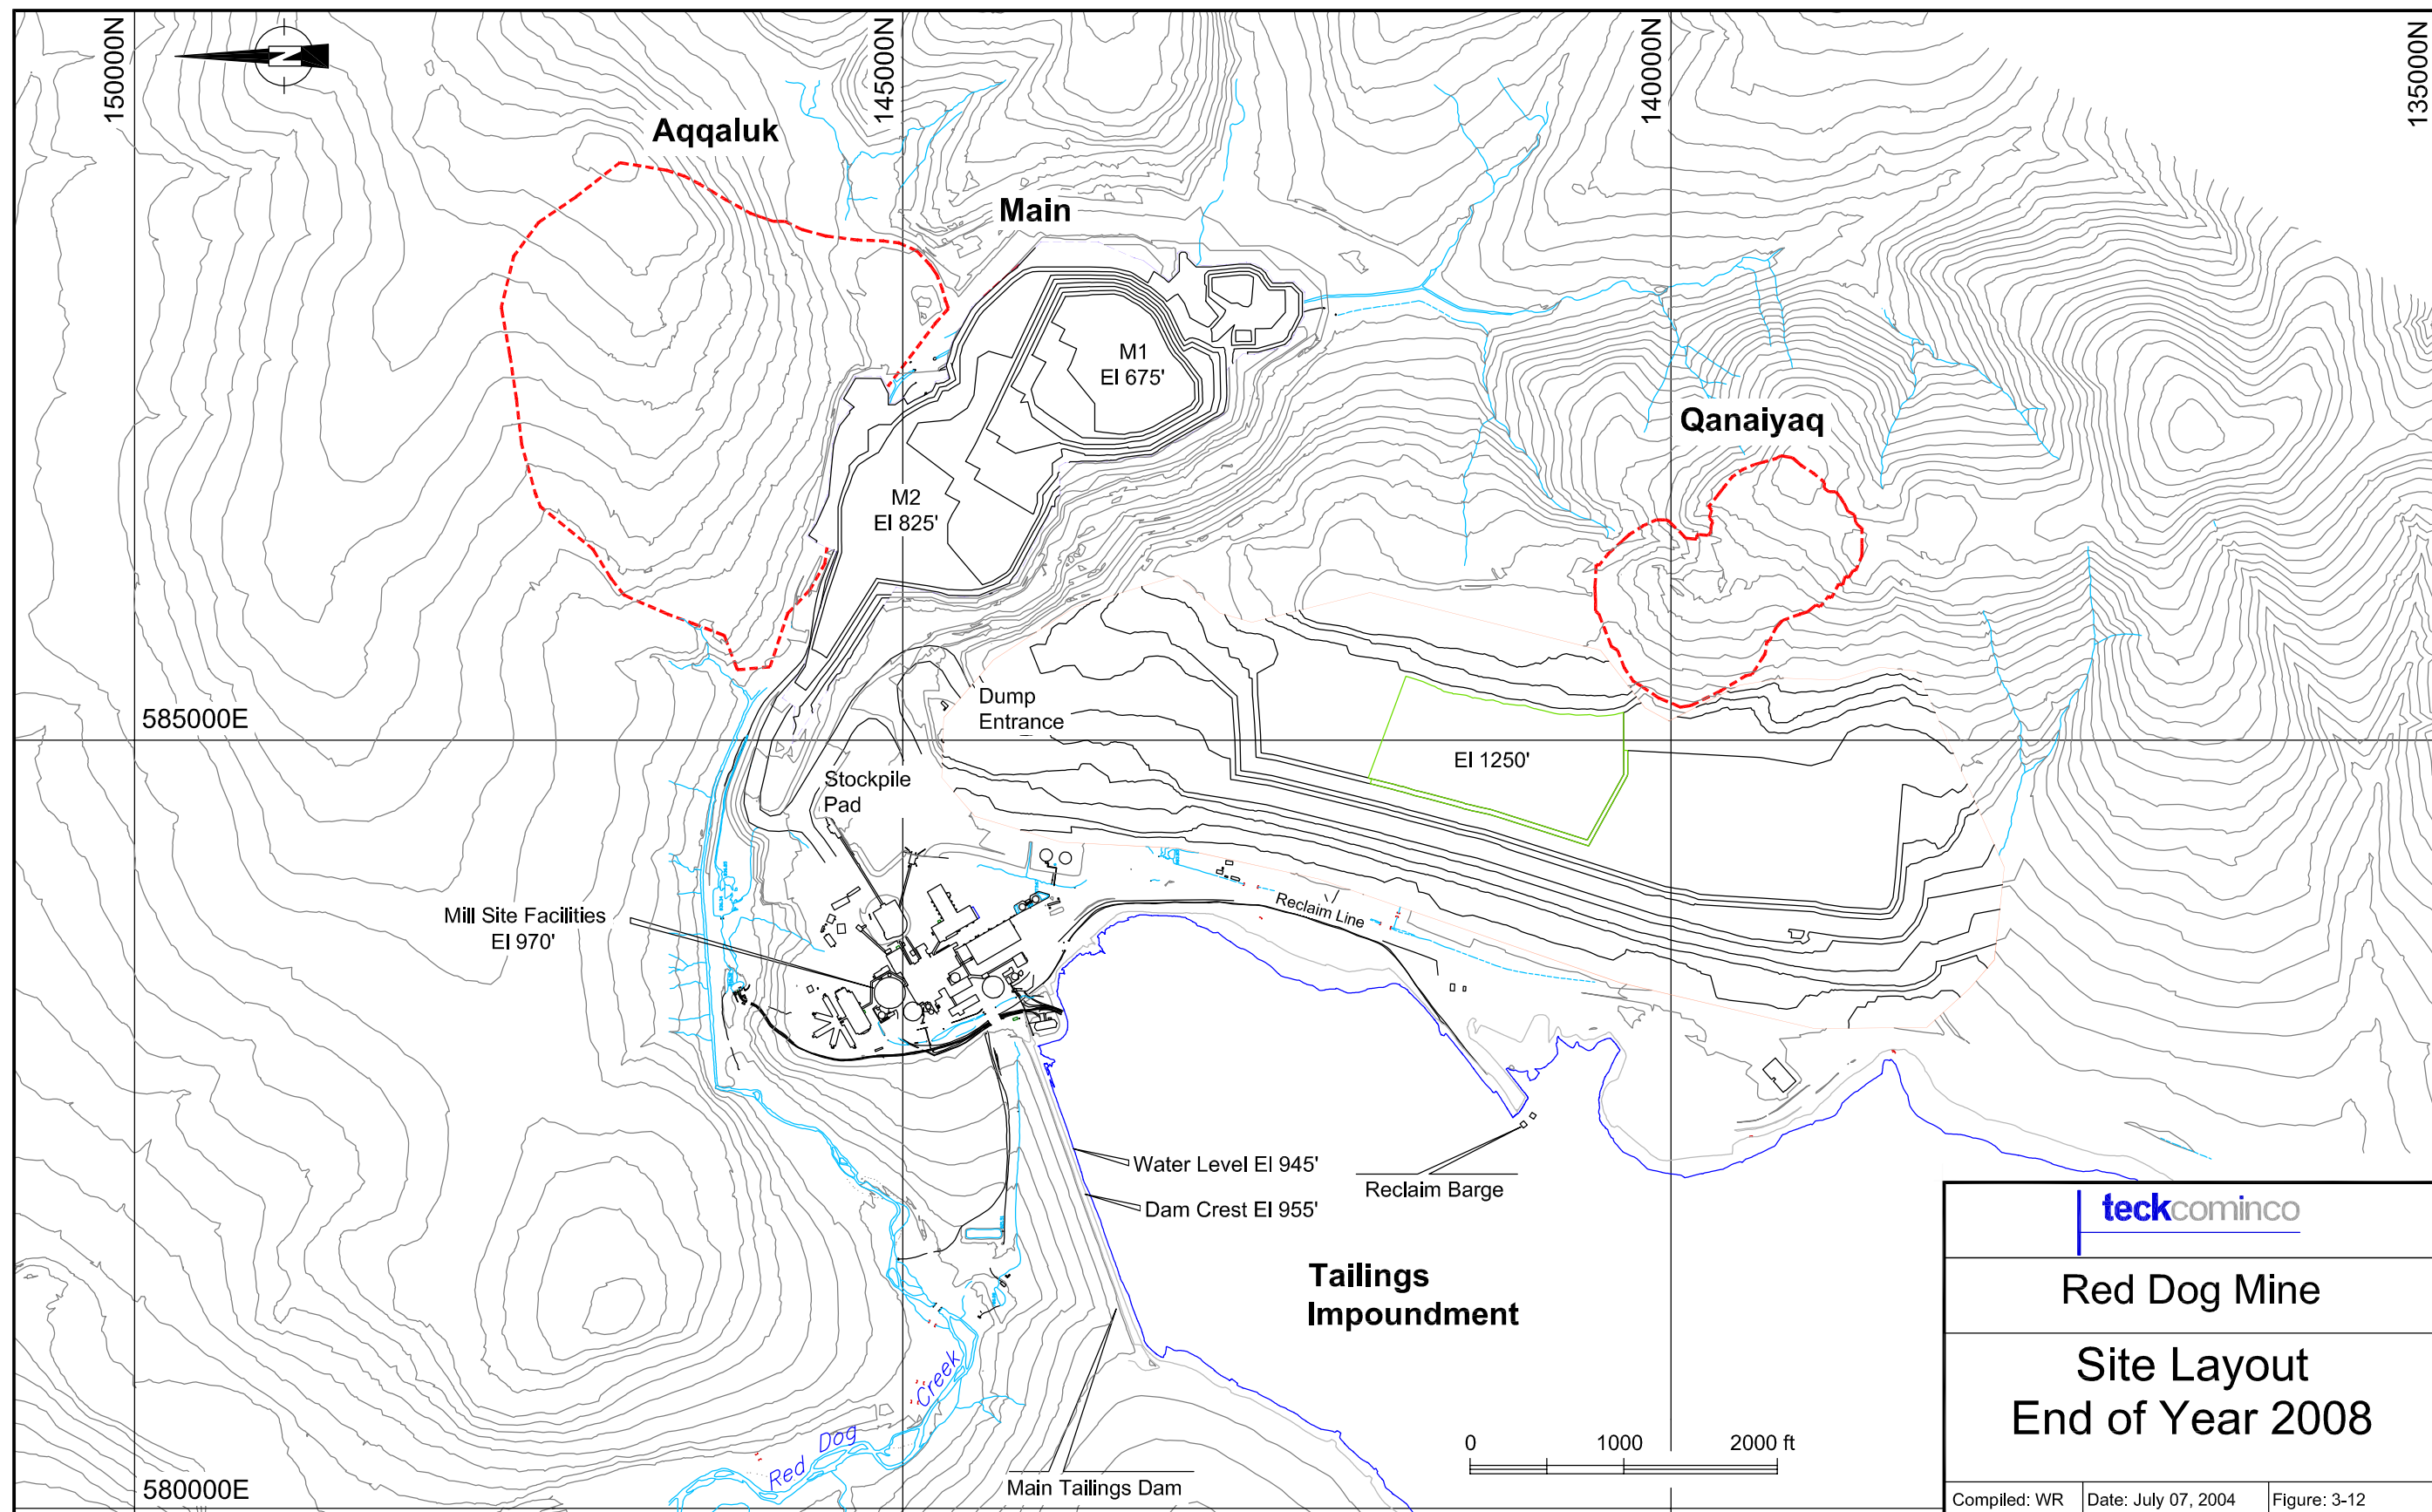 150000N
145000N
140000N
135000N
N
Aqqaluk
Main
M1
El 675'
Qanaiyaq
M2
El 825'
Dump
Entrance
585000E
El 1250'
Stockpile
Pad
Reclaim Line
Mill Site Facilities
El 970'
Water Level El 945'
Reclaim Barge
Dam Crest El 955'
Tailings
Impoundment
Red Dog Creek
0 1000 2000 ft
Main Tailings Dam
580000E
teckcominco
Red Dog Mine
Site Layout
End of Year 2008
Compiled: WR
Date: July 07, 2004
Figure: 3-12